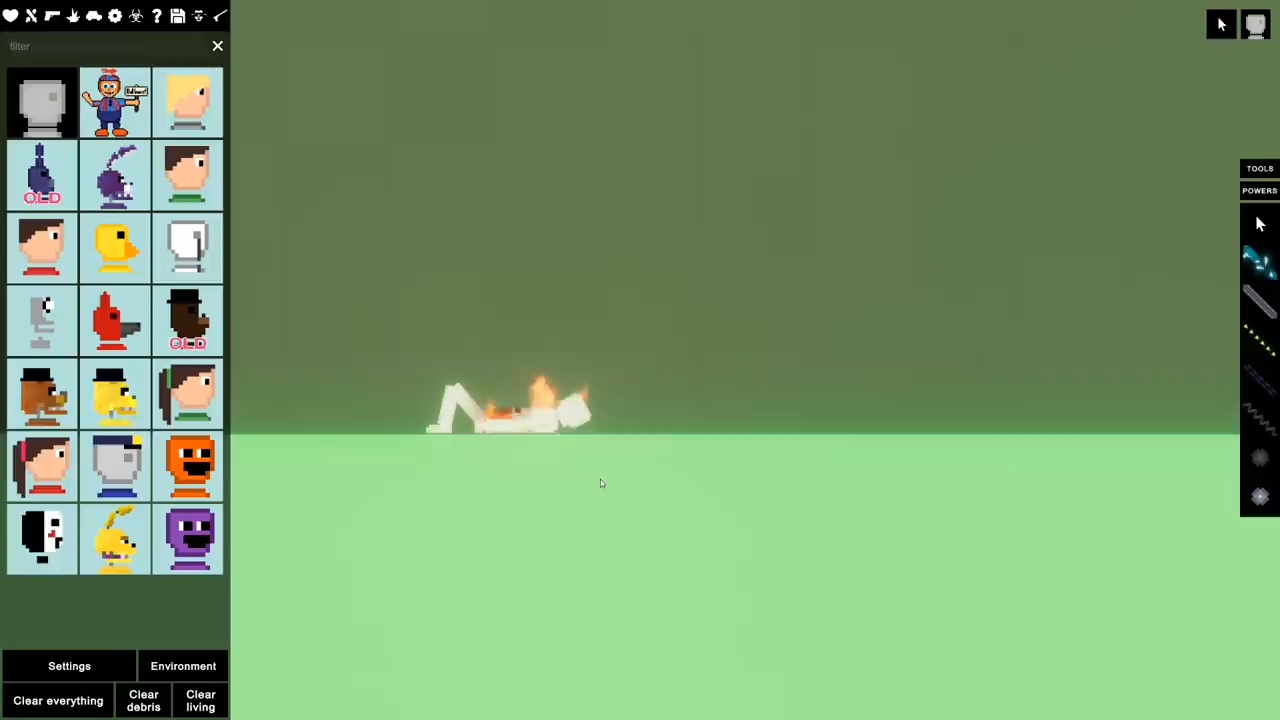 filter
OLD
OLD
Settings
Environment
Clear everything
Clear debris
Clear living
TOOLS
POWERS